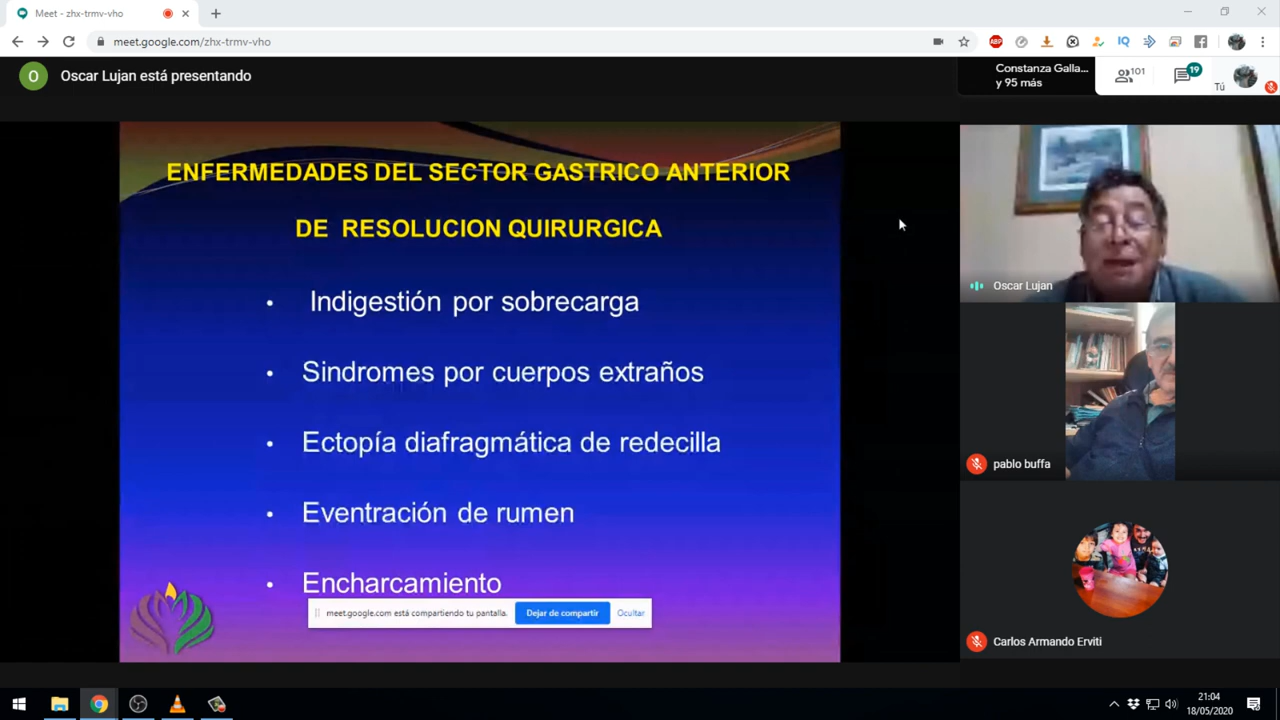 Meet - zhx-trmv-vho
meet.google.com/zhx-trmv-vho
ABP
IQ
O
Oscar Lujan está presentando
Constanza Galla...
y 95 más
101
19
Tú
ENFERMEDADES DEL SECTOR GASTRICO ANTERIOR
DE RESOLUCION QUIRURGICA
• Indigestión por sobrecarga
• Sindromes por cuerpos extraños
• Ectopía diafragmática de redecilla
• Eventración de rumen
• Encharcamiento
meet.google.com está compartiendo tu pantalla.
Dejar de compartir
Ocultar
Oscar Lujan
pablo buffa
Carlos Armando Erviti
21:04
18/05/2020